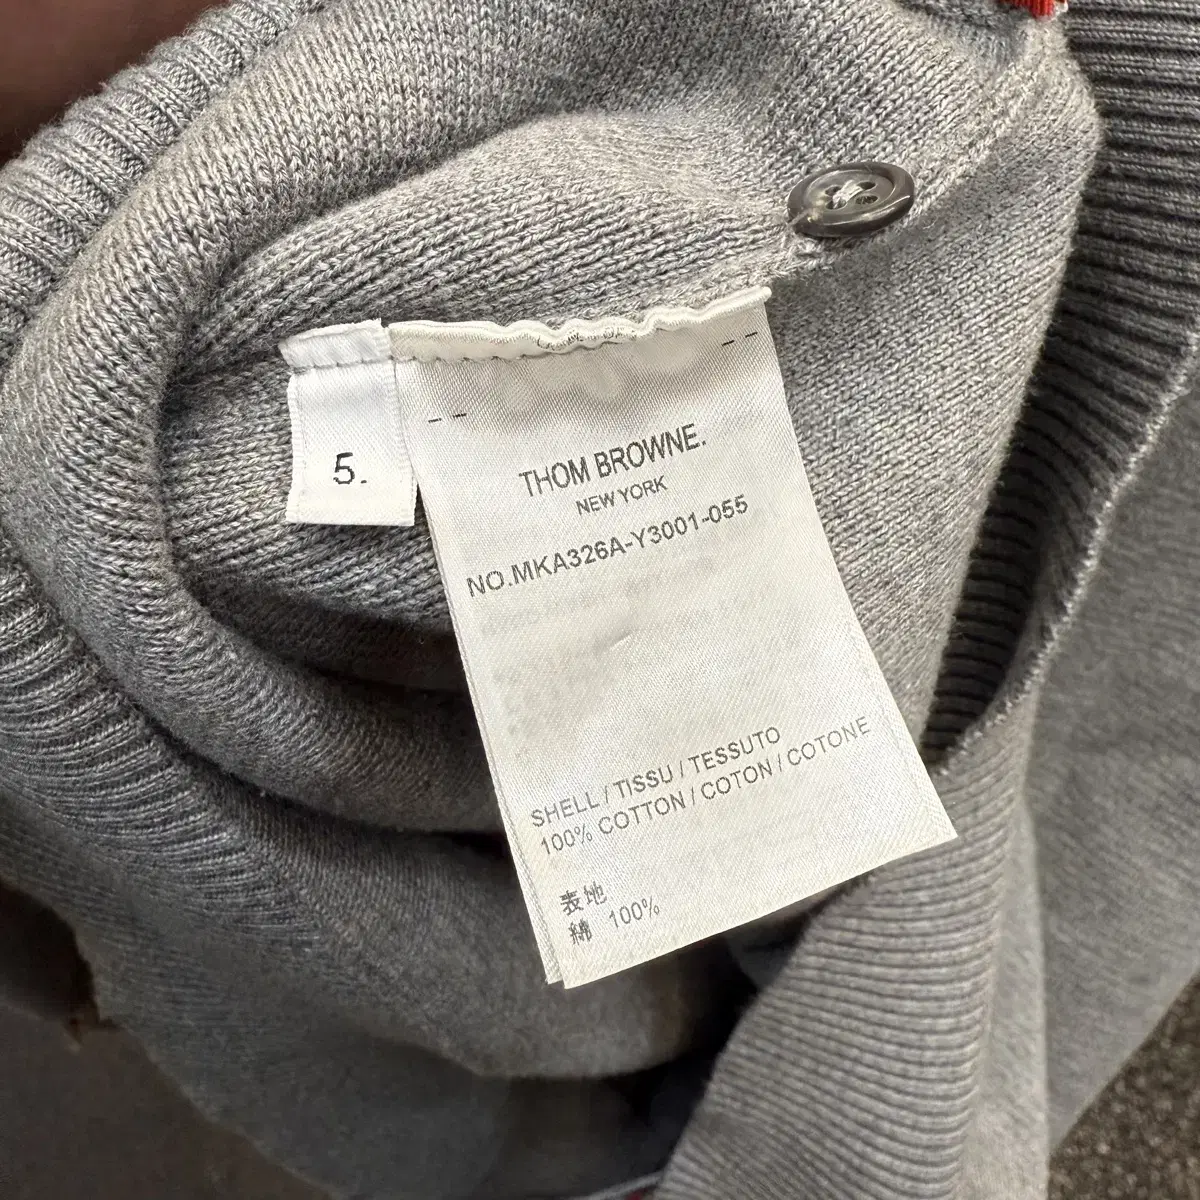 5.
THOM BROWNE.
NEW YORK
NO.MKA326A-Y3001-055
SHELL / TISSU / TESSUTO
100% COTTON / COTON / COTONE
表地
綿 100%